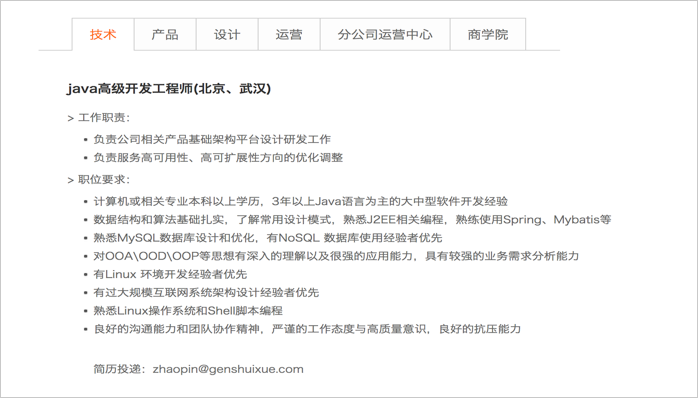 技术 产品 设计 运营 分公司运营中心 商学院
java高级开发工程师(北京、武汉)
> 工作职责：
• 负责公司相关产品基础架构平台设计研发工作
• 负责服务高可用性、高可扩展性方向的优化调整
> 职位要求：
• 计算机或相关专业本科以上学历，3年以上Java语言为主的大中型软件开发经验
• 数据结构和算法基础扎实，了解常用设计模式，熟悉J2EE相关编程，熟练使用Spring、Mybatis等
• 熟悉MySQL数据库设计和优化，有NoSQL 数据库使用经验者优先
• 对OOA\OOD\OOP等思想有深入的理解以及很强的应用能力，具有较强的业务需求分析能力
• 有Linux 环境开发经验者优先
• 有过大规模互联网系统架构设计经验者优先
• 熟悉Linux操作系统和Shell脚本编程
• 良好的沟通能力和团队协作精神，严谨的工作态度与高质量意识，良好的抗压能力
简历投递：zhaopin@genshuixue.com